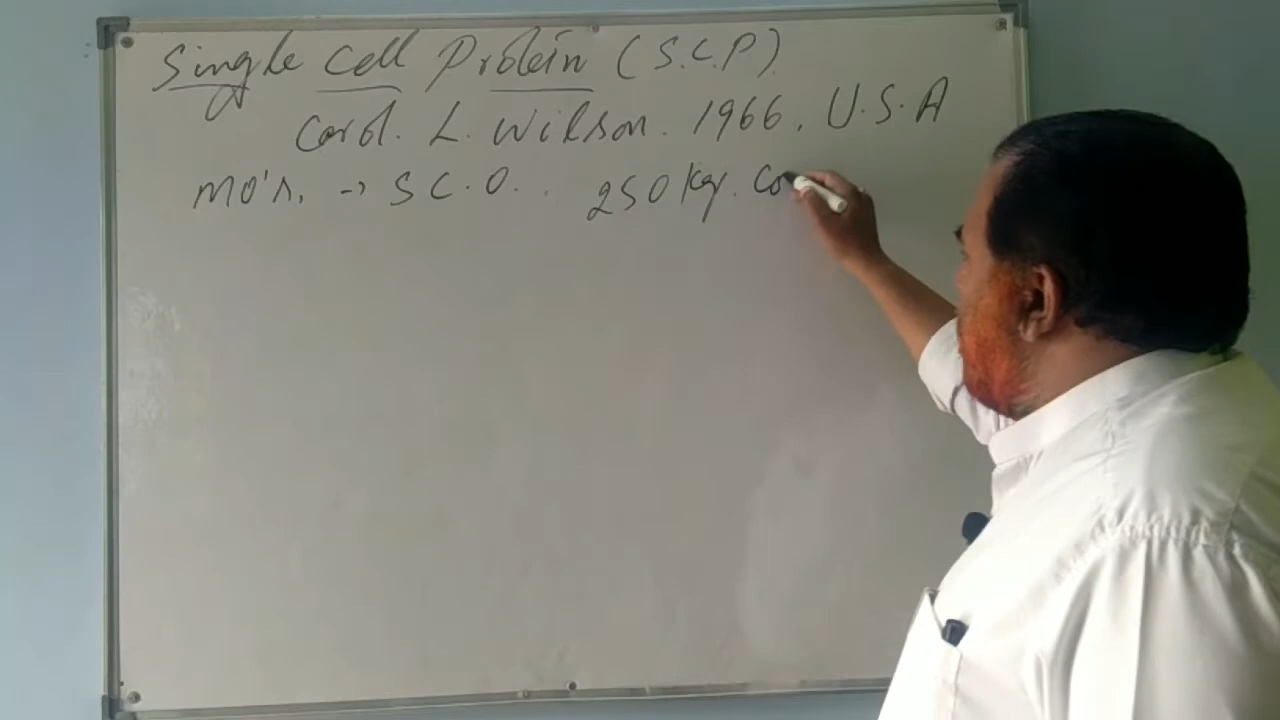 Single Cell Protein (S.C.P)
Carol. L. Wilson. 1966, U.S.A
MO's, → S C.O. . 250 Kg. Co